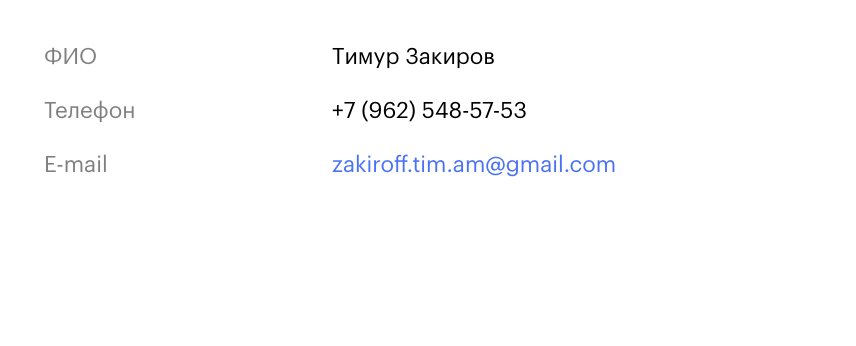 ФИО Тимур Закиров
Телефон +7 (962) 548-57-53
E-mail zakiroff.tim.am@gmail.com